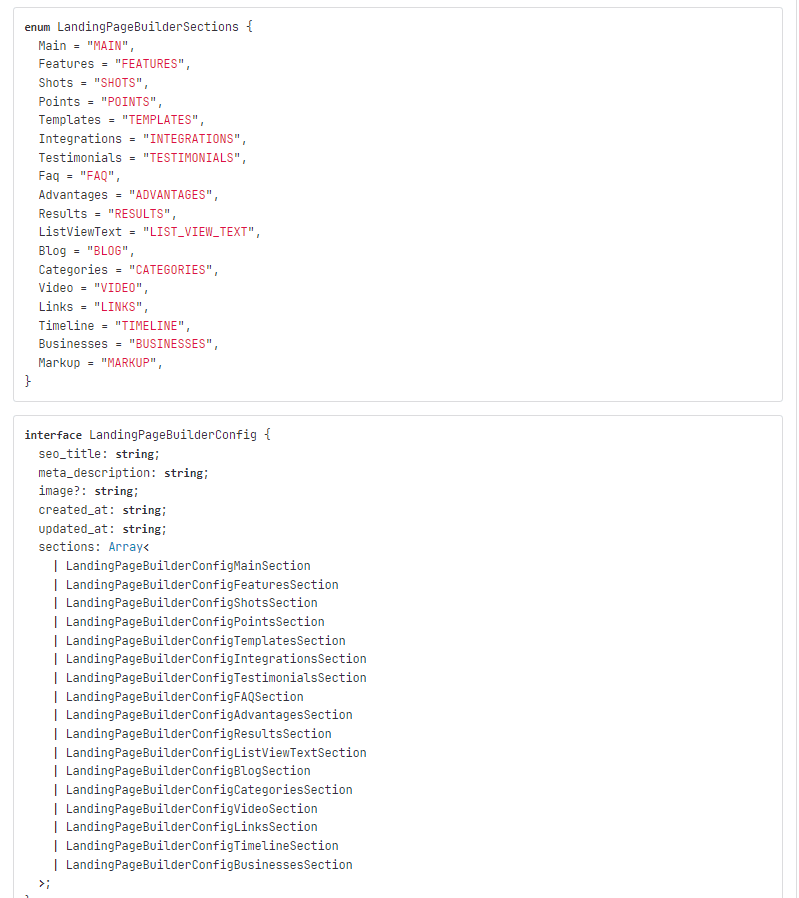 enum LandingPageBuilderSections {
  Main = "MAIN",
  Features = "FEATURES",
  Shots = "SHOTS",
  Points = "POINTS",
  Templates = "TEMPLATES",
  Integrations = "INTEGRATIONS",
  Testimonials = "TESTIMONIALS",
  Faq = "FAQ",
  Advantages = "ADVANTAGES",
  Results = "RESULTS",
  ListViewText = "LIST_VIEW_TEXT",
  Blog = "BLOG",
  Categories = "CATEGORIES",
  Video = "VIDEO",
  Links = "LINKS",
  Timeline = "TIMELINE",
  Businesses = "BUSINESSES",
  Markup = "MARKUP",
}
interface LandingPageBuilderConfig {
  seo_title: string;
  meta_description: string;
  image?: string;
  created_at: string;
  updated_at: string;
  sections: Array<
    | LandingPageBuilderConfigMainSection
    | LandingPageBuilderConfigFeaturesSection
    | LandingPageBuilderConfigShotsSection
    | LandingPageBuilderConfigPointsSection
    | LandingPageBuilderConfigTemplatesSection
    | LandingPageBuilderConfigIntegrationsSection
    | LandingPageBuilderConfigTestimonialsSection
    | LandingPageBuilderConfigFAQSection
    | LandingPageBuilderConfigAdvantagesSection
    | LandingPageBuilderConfigResultsSection
    | LandingPageBuilderConfigListViewTextSection
    | LandingPageBuilderConfigBlogSection
    | LandingPageBuilderConfigCategoriesSection
    | LandingPageBuilderConfigVideoSection
    | LandingPageBuilderConfigLinksSection
    | LandingPageBuilderConfigTimelineSection
    | LandingPageBuilderConfigBusinessesSection
  >;